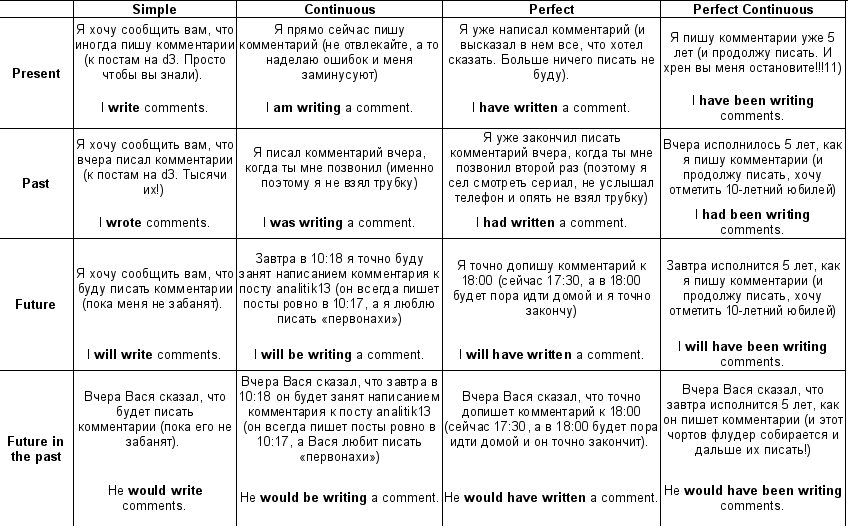 Simple Continuous Perfect Perfect Continuous
Present
Я хочу сообщить вам, что
иногда пишу комментарии
(к постам на d3. Просто
чтобы вы знали).
I write comments.
Я прямо сейчас пишу
комментарий (не отвлекайте, а то
наделаю ошибок и меня
заминусуют)
I am writing a comment.
Я уже написал комментарий (и
высказал в нем все, что хотел
сказать. Больше ничего писать не
буду).
I have written a comment.
Я пишу комментарии уже 5
лет (и продолжу писать. И
хрен вы меня остановите!!!11)
I have been writing
comments.
Past
Я хочу сообщить вам, что
вчера писал комментарии
(к постам на d3. Тысячи
их!)
I wrote comments.
Я писал комментарий вчера,
когда ты мне позвонил (именно
поэтому я не взял трубку)
I was writing a comment.
Я уже закончил писать
комментарий вчера, когда ты мне
позвонил второй раз (поэтому я
сел смотреть сериал, не услышал
телефон и опять не взял трубку)
I had written a comment.
Вчера исполнилось 5 лет, как
я пишу комментарии (и
продолжу писать, хочу
отметить 10-летний юбилей)
I had been writing
comments.
Future
Я хочу сообщить вам, что
буду писать комментарии
(пока меня не забанят).
I will write comments.
Завтра в 10:18 я точно буду
занят написанием комментария к
посту analitik13 (он всегда пишет
посты ровно в 10:17, а я люблю
писать «первонахи»)
I will be writing a comment.
Я точно допишу комментарий к
18:00 (сейчас 17:30, а в 18:00
будет пора идти домой и я точно
закончу)
I will have written a comment.
Завтра исполнится 5 лет, как
я пишу комментарии (и
продолжу писать, хочу
отметить 10-летний юбилей)
I will have been writing
comments.
Future in
the past
Вчера Вася сказал, что
будет писать
комментарии (пока его не
забанят).
He would write
comments.
Вчера Вася сказал, что завтра в
10:18 он будет занят написанием
комментария к посту analitik13
(он всегда пишет посты ровно в
10:17, а Вася любит писать
«первонахи»)
He would be writing a comment.
Вчера Вася сказал, что точно
допишет комментарий к 18:00
(сейчас 17:30, а в 18:00 будет пора
идти домой и он точно закончит).
He would have written a comment.
Вчера Вася сказал, что
завтра исполнится 5 лет, как
он пишет комментарии (и этот
чортов флудер собирается и
дальше их писать!)
He would have been writing
comments.